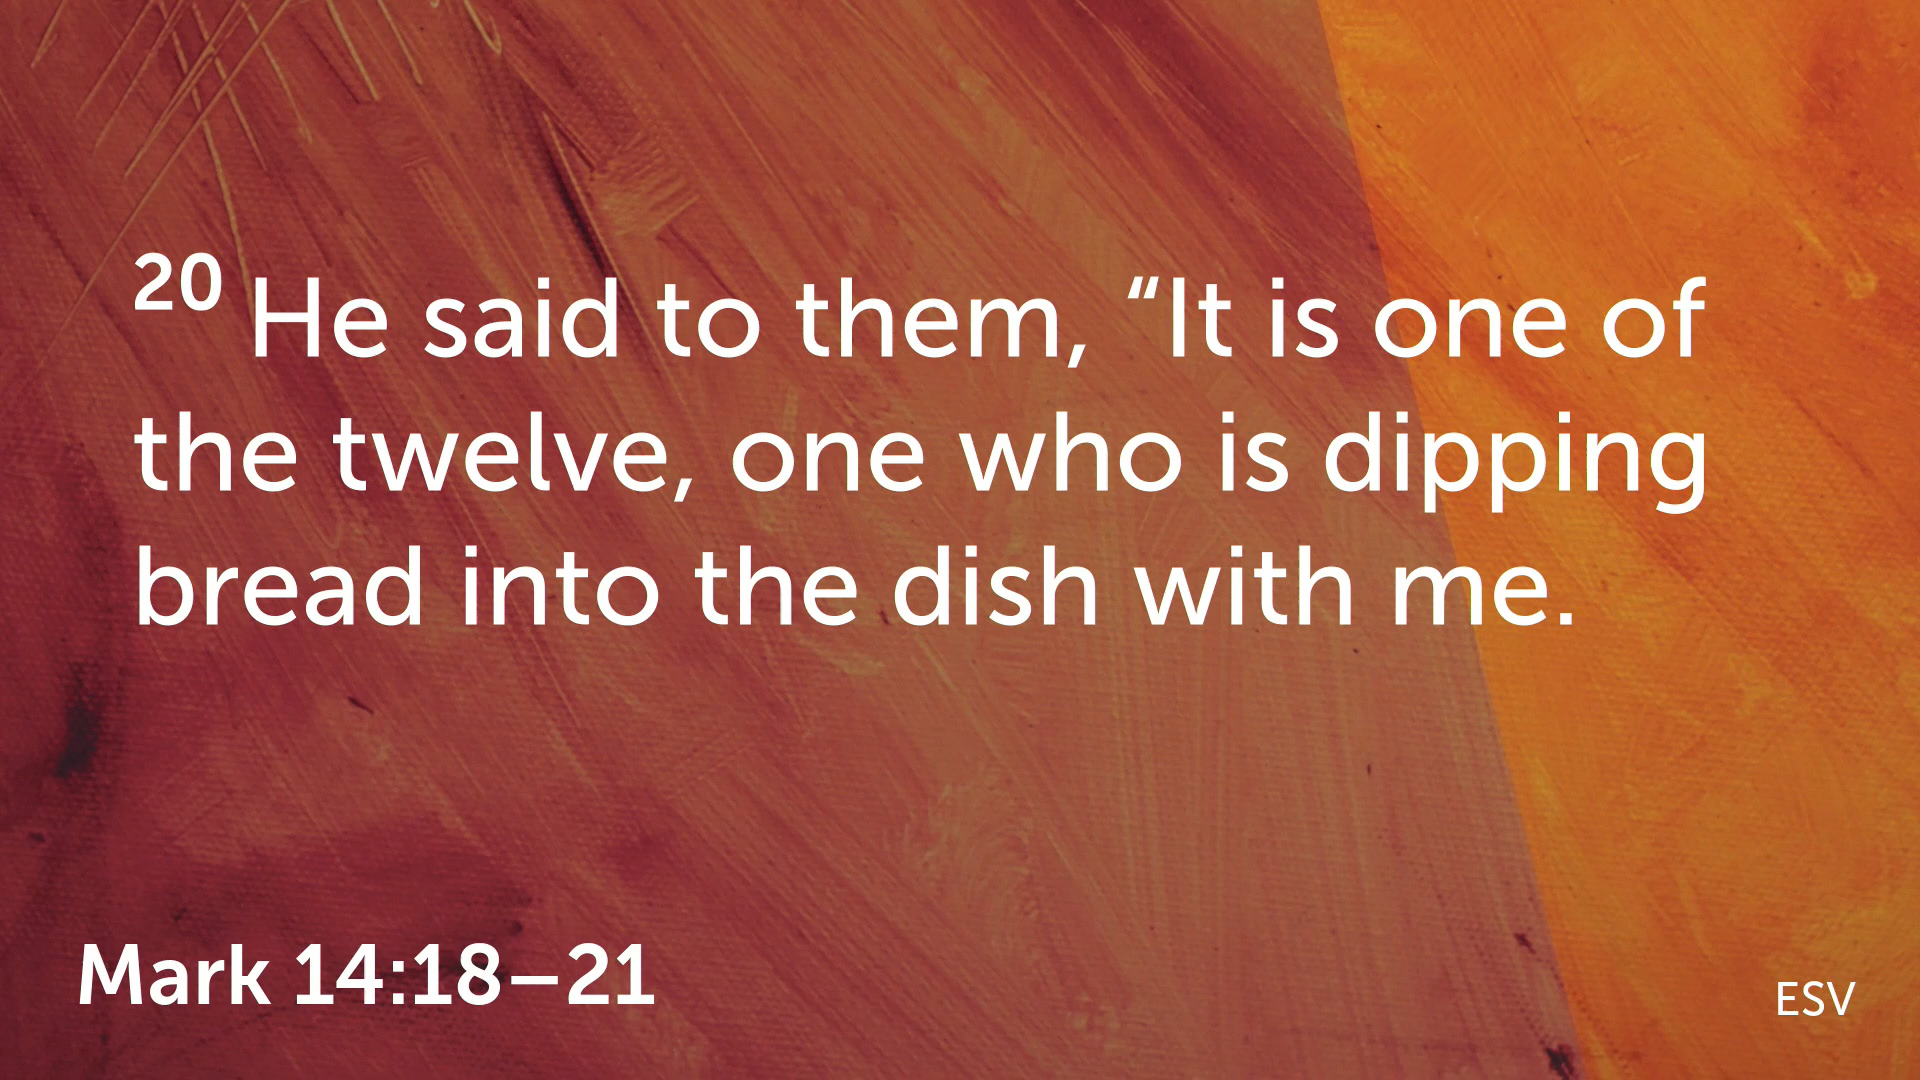 20 He said to them, “It is one of
the twelve, one who is dipping
bread into the dish with me.
Mark 14:18–21
ESV